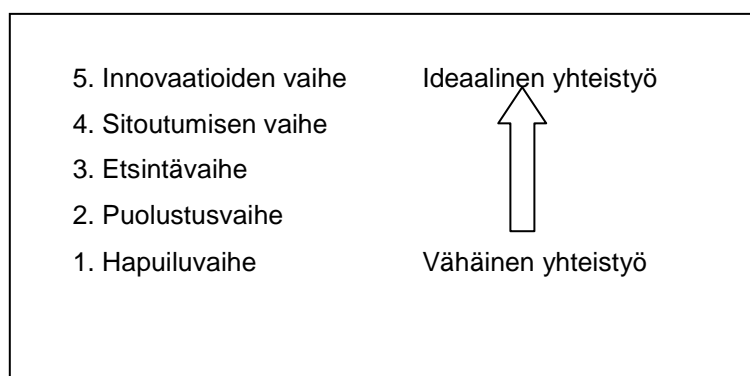 5. Innovaatioiden vaihe Ideaalinen yhteistyö
4. Sitoutumisen vaihe
3. Etsintävaihe
2. Puolustusvaihe
1. Hapuiluvaihe Vähäinen yhteistyö